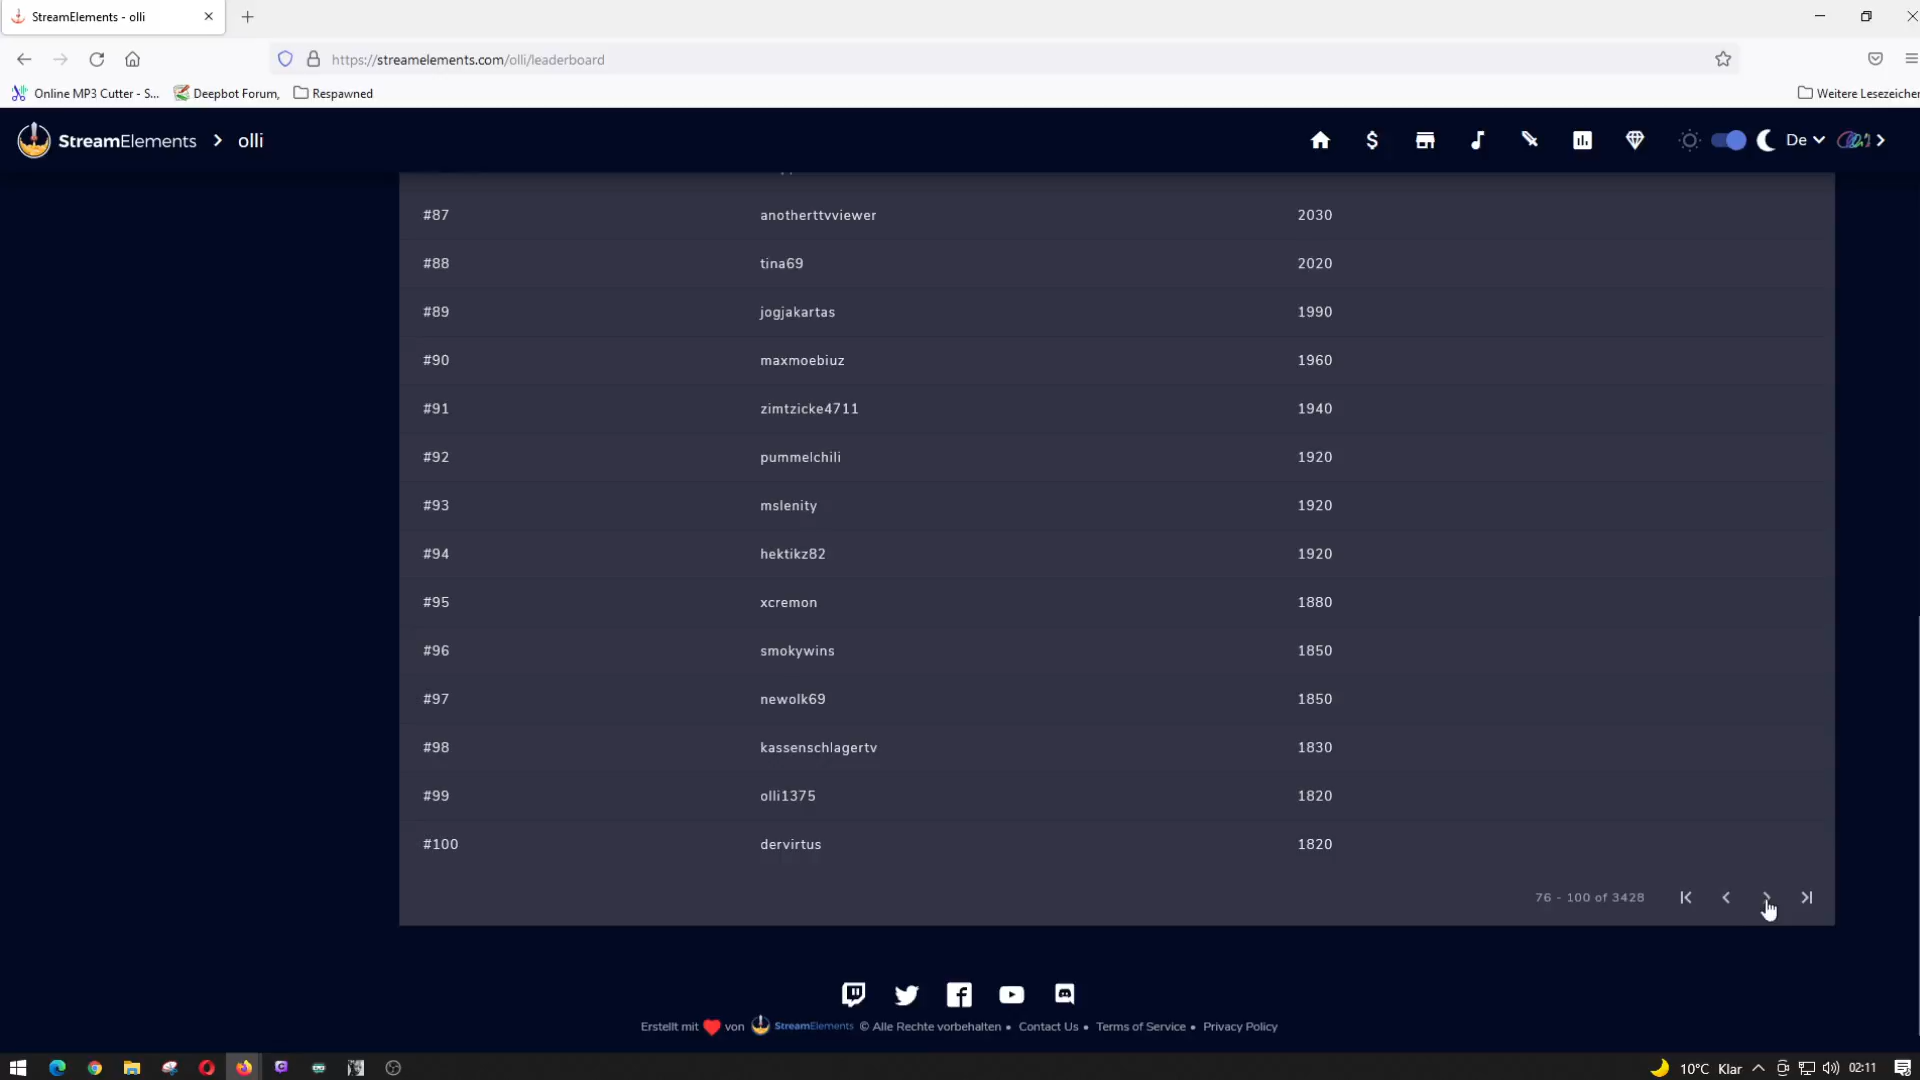 StreamElements - olli
https://streamelements.com/olli/leaderboard
Online MP3 Cutter - S... Deepbot Forum, Respawned Weitere Lesezeichen
StreamElements > olli De
#87 anotherttvviewer 2030
#88 tina69 2020
#89 jogjakartas 1990
#90 maxmoebiuz 1960
#91 zimtzicke4711 1940
#92 pummelchili 1920
#93 mslenity 1920
#94 hektikz82 1920
#95 xcremon 1880
#96 smokywins 1850
#97 newolk69 1850
#98 kassenschlagertv 1830
#99 olli1375 1820
#100 dervirtus 1820
76 - 100 of 3428
Erstellt mit von StreamElements © Alle Rechte vorbehalten • Contact Us • Terms of Service • Privacy Policy
10°C Klar 02:11